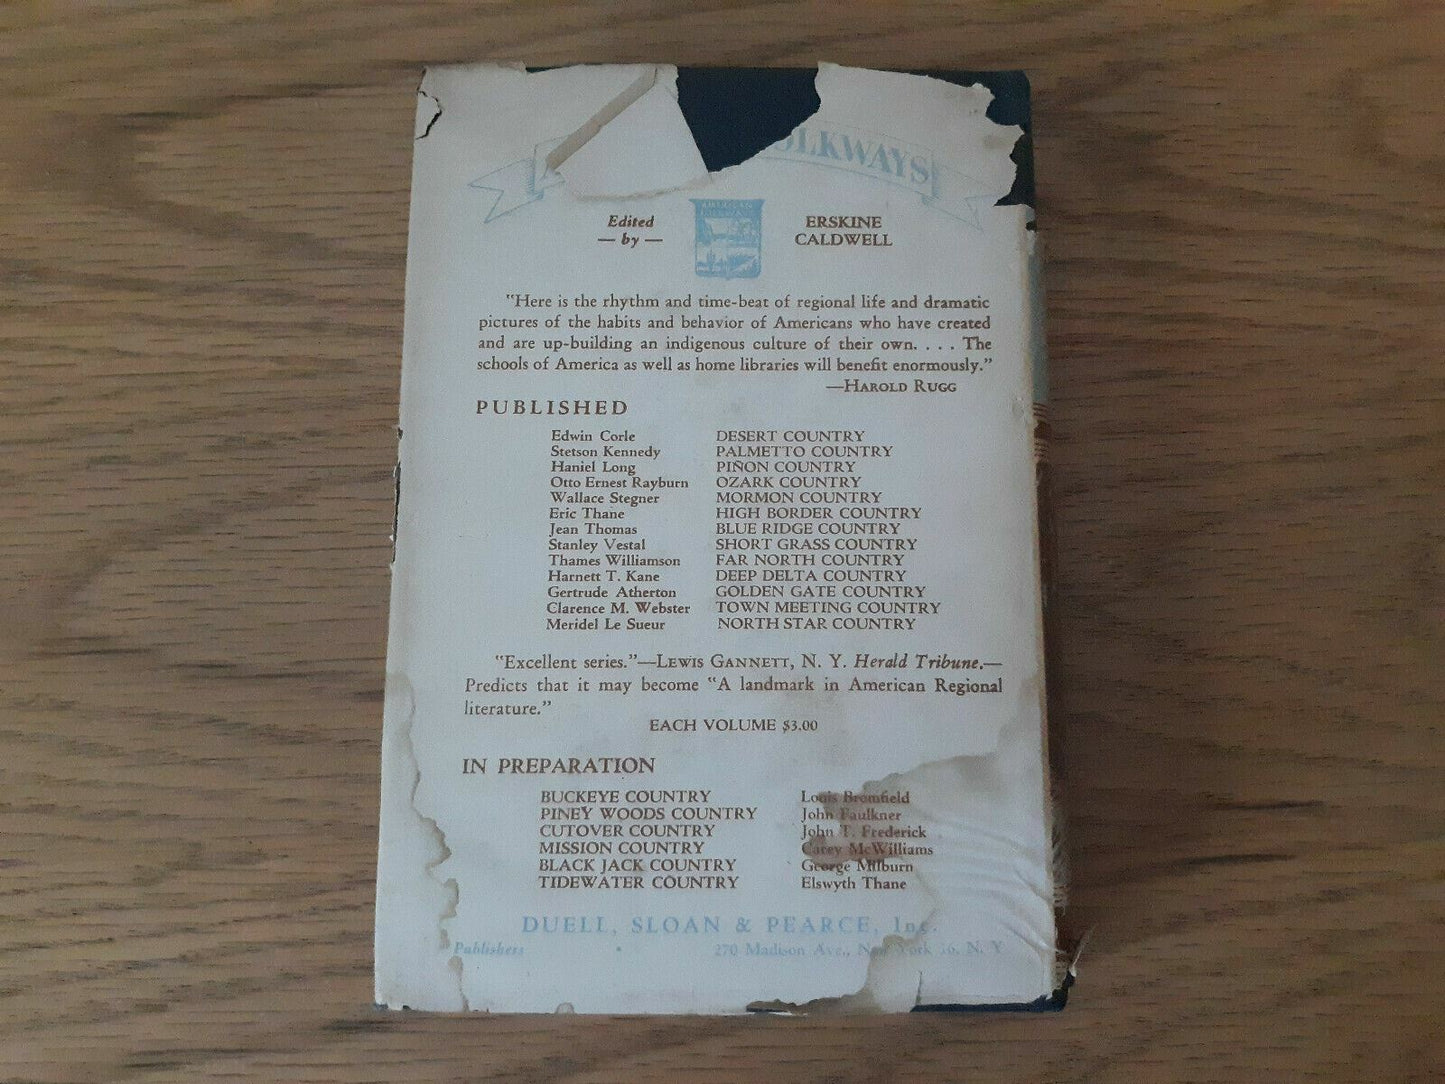 OLKWAYS
Edited
— by —
AMERICAN
ERSKINE
CALDWELL
"Here is the rhythm and time-beat of regional life and dramatic
pictures of the habits and behavior of Americans who have created
and are up-building an indigenous culture of their own. . . . The
schools of America as well as home libraries will benefit enormously."
—HAROLD RUGG
PUBLISHED
Edwin Corle DESERT COUNTRY
Stetson Kennedy PALMETTO COUNTRY
Haniel Long PIÑON COUNTRY
Otto Ernest Rayburn OZARK COUNTRY
Wallace Stegner MORMON COUNTRY
Eric Thane HIGH BORDER COUNTRY
Jean Thomas BLUE RIDGE COUNTRY
Stanley Vestal SHORT GRASS COUNTRY
Thames Williamson FAR NORTH COUNTRY
Harnett T. Kane DEEP DELTA COUNTRY
Gertrude Atherton GOLDEN GATE COUNTRY
Clarence M. Webster TOWN MEETING COUNTRY
Meridel Le Sueur NORTH STAR COUNTRY
"Excellent series."—LEWIS GANNETT, N. Y. Herald Tribune.—
Predicts that it may become "A landmark in American Regional
literature."
EACH VOLUME $3.00
IN PREPARATION
BUCKEYE COUNTRY Louis Bromfield
PINEY WOODS COUNTRY John Faulkner
CUTOVER COUNTRY John T. Frederick
MISSION COUNTRY Carey McWilliams
BLACK JACK COUNTRY George Milburn
TIDEWATER COUNTRY Elswyth Thane
DUELL, SLOAN & PEARCE, Inc.
Publishers • 270 Madison Ave., New York 16, N. Y